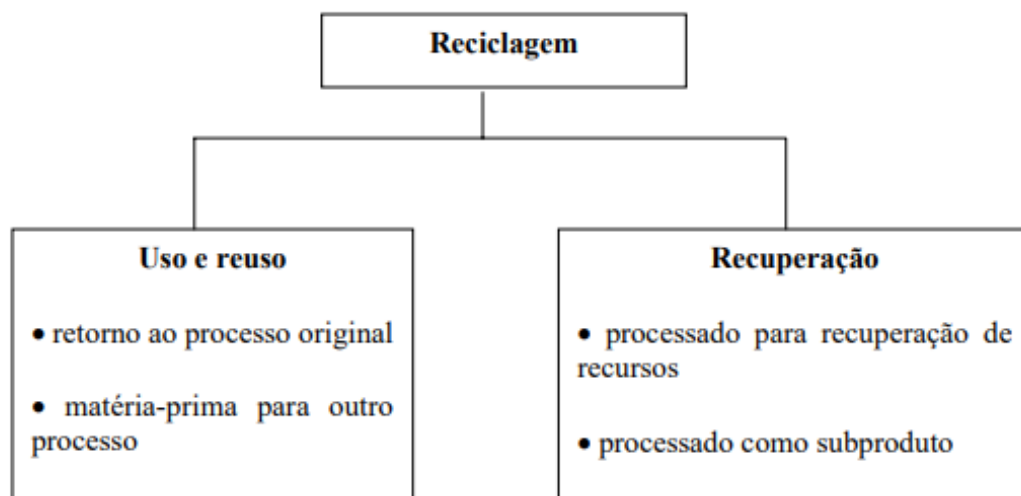 Reciclagem
Uso e reuso
• retorno ao processo original
• matéria-prima para outro
processo
Recuperação
• processado para recuperação de
recursos
• processado como subproduto